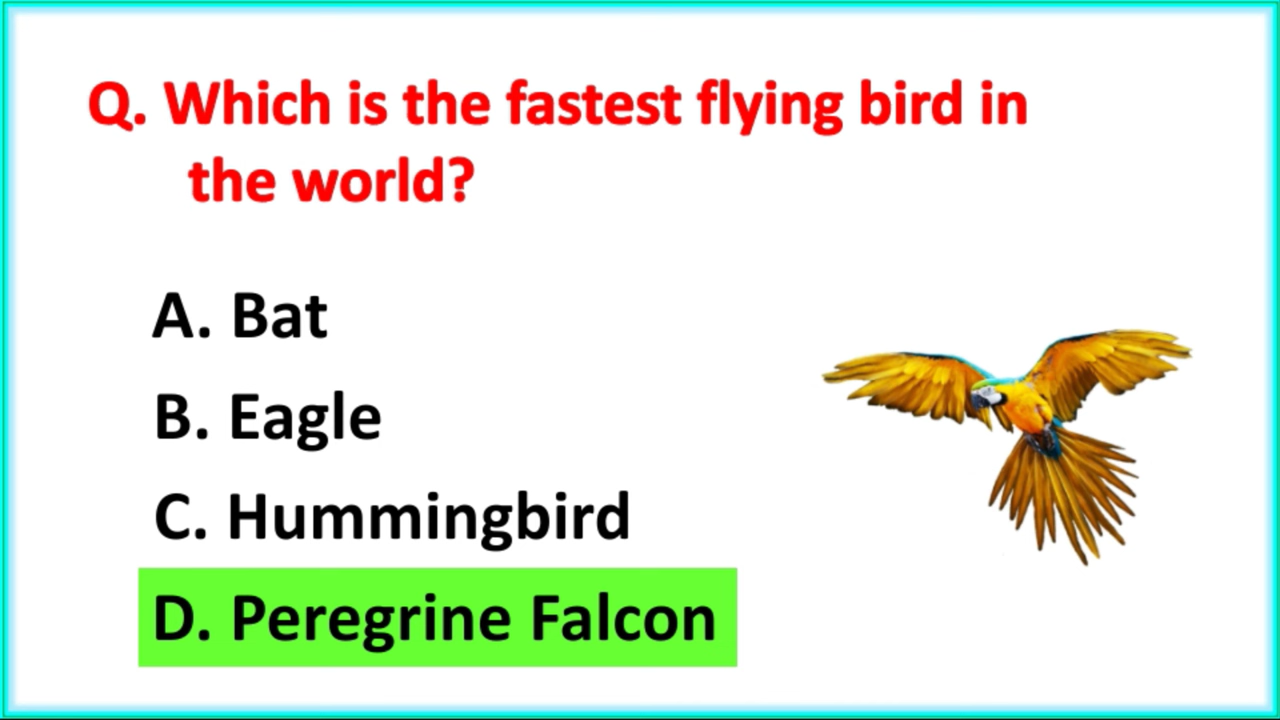 Q. Which is the fastest flying bird in
the world?
A. Bat
B. Eagle
C. Hummingbird
D. Peregrine Falcon